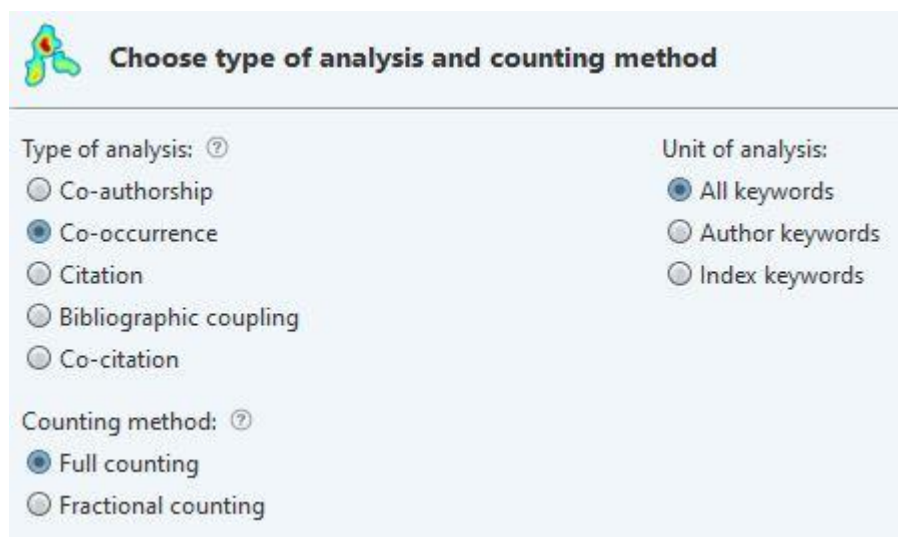 Choose type of analysis and counting method
Type of analysis: ?
Unit of analysis:
Co-authorship
All keywords
Co-occurrence
Author keywords
Citation
Index keywords
Bibliographic coupling
Co-citation
Counting method: ?
Full counting
Fractional counting